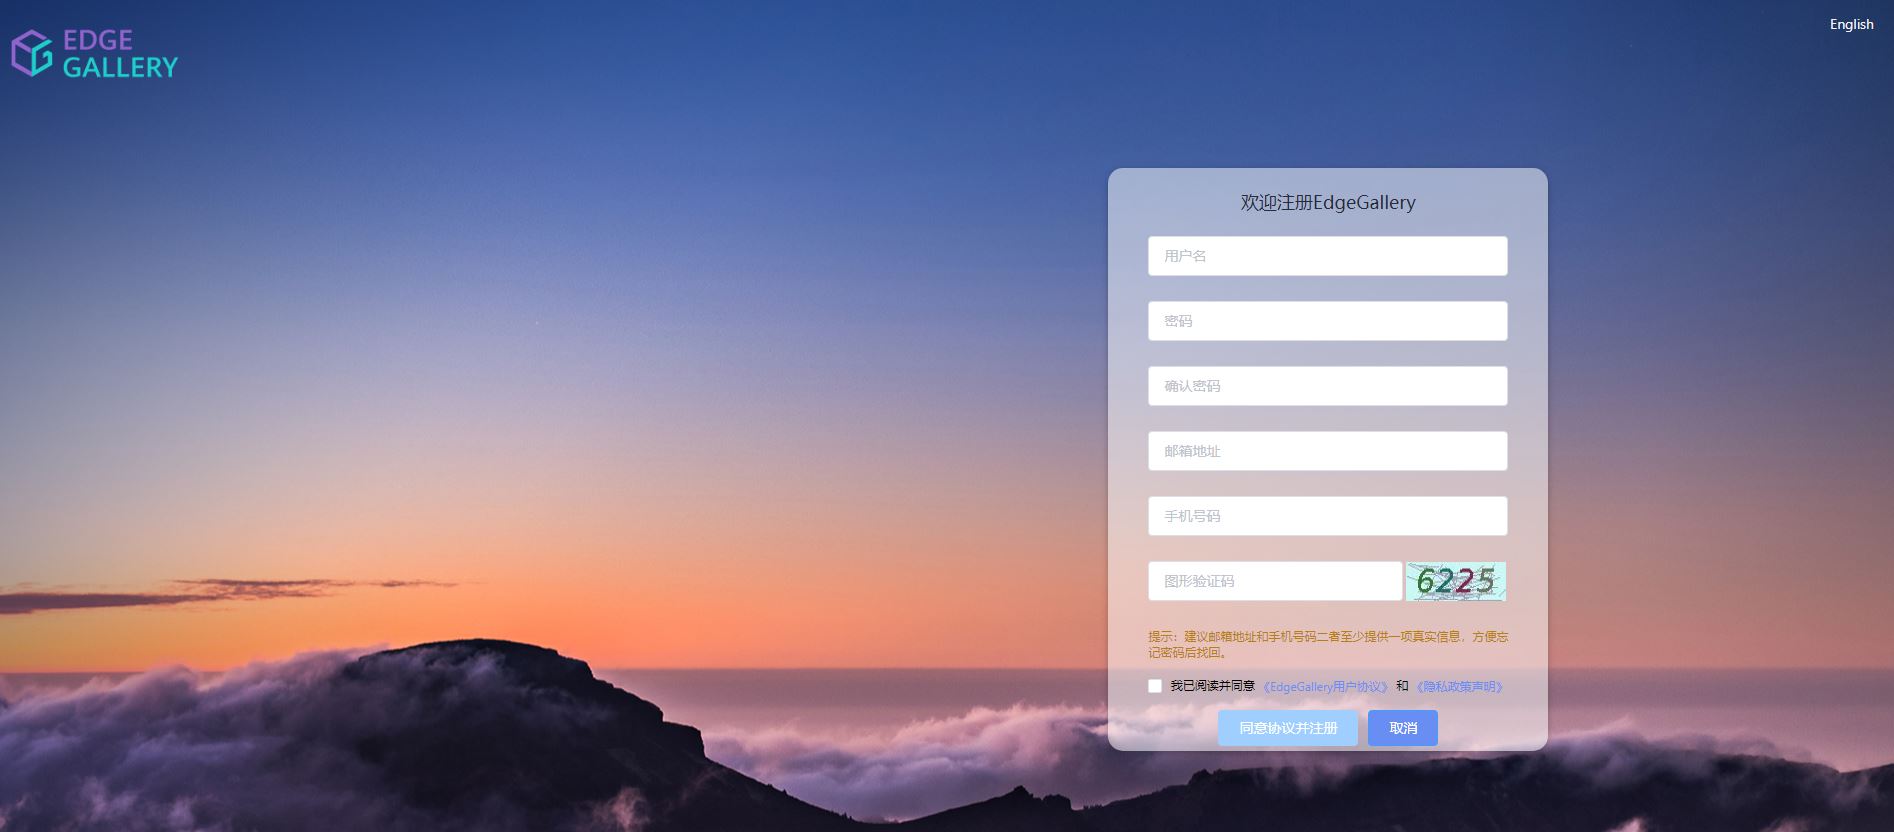 EDGE
GALLERY
English
欢迎注册EdgeGallery
用户名
密码
确认密码
邮箱地址
手机号码
图形验证码
6225
提示：建议邮箱地址和手机号码二者至少提供一项真实信息，方便忘
记密码后找回。
我已阅读并同意 《EdgeGallery用户协议》 和 《隐私政策声明》
同意协议并注册 取消